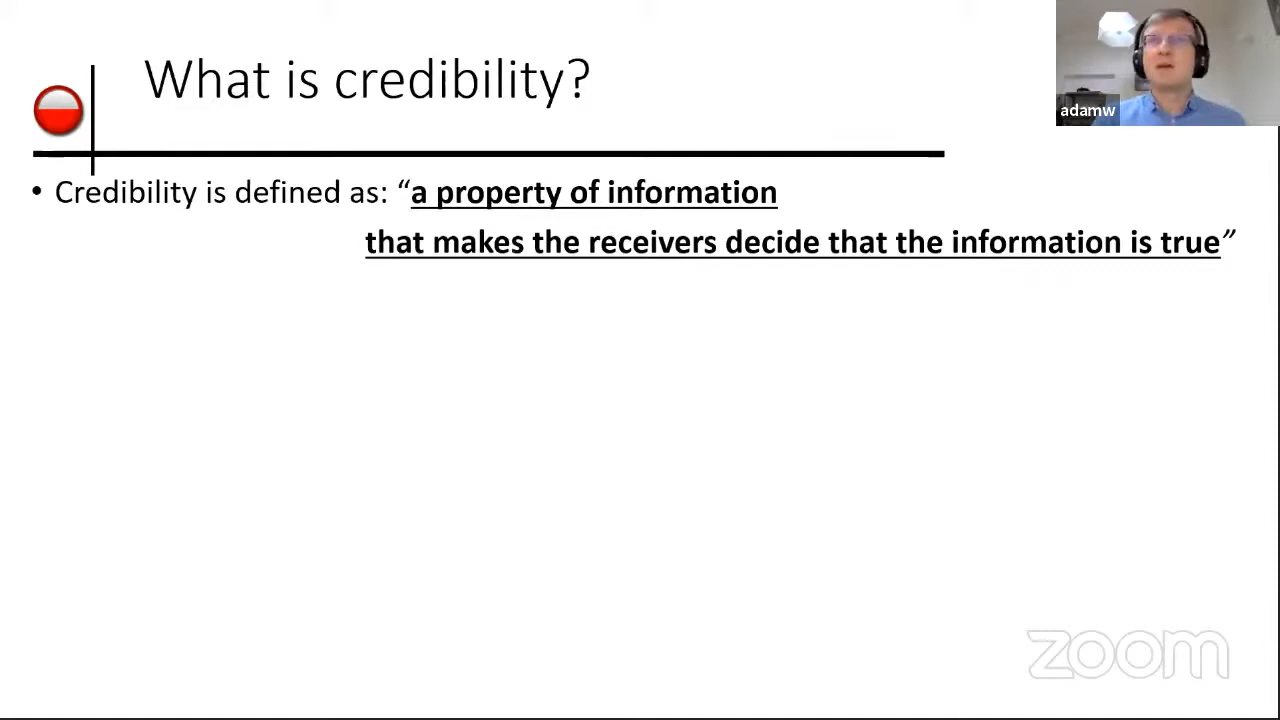 What is credibility?
adamw
• Credibility is defined as: “a property of information
that makes the receivers decide that the information is true”
zoom